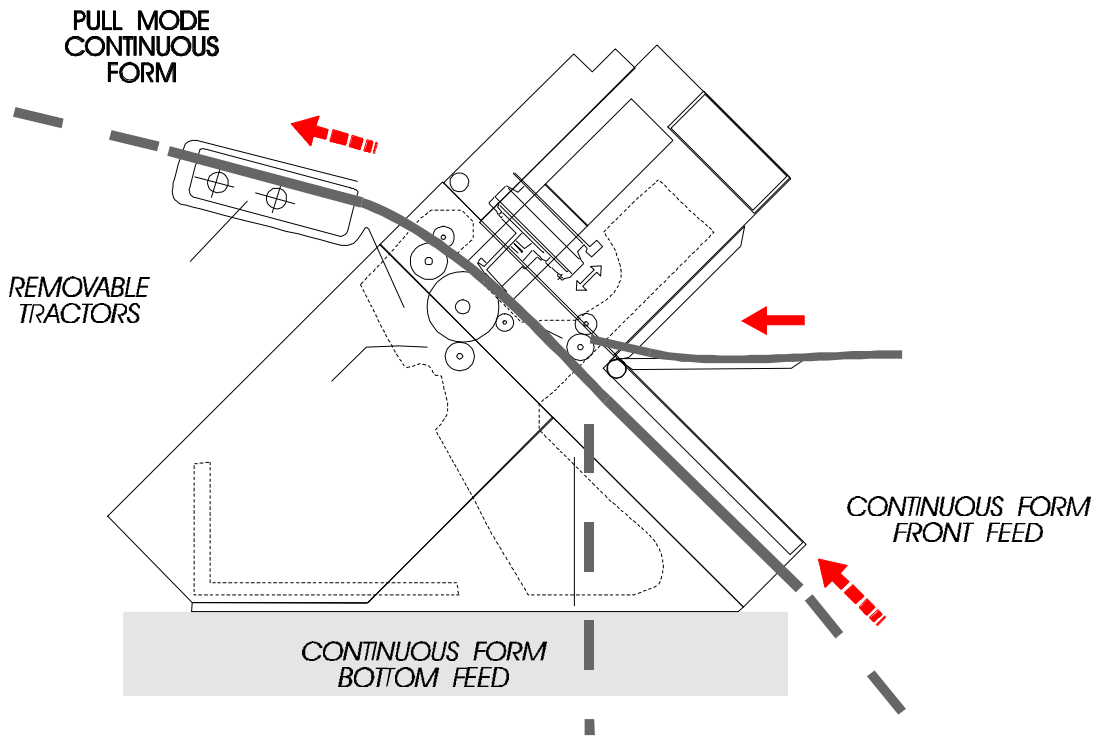 PULL MODE
CONTINUOUS
FORM
REMOVABLE
TRACTORS
CONTINUOUS FORM
FRONT FEED
CONTINUOUS FORM
BOTTOM FEED